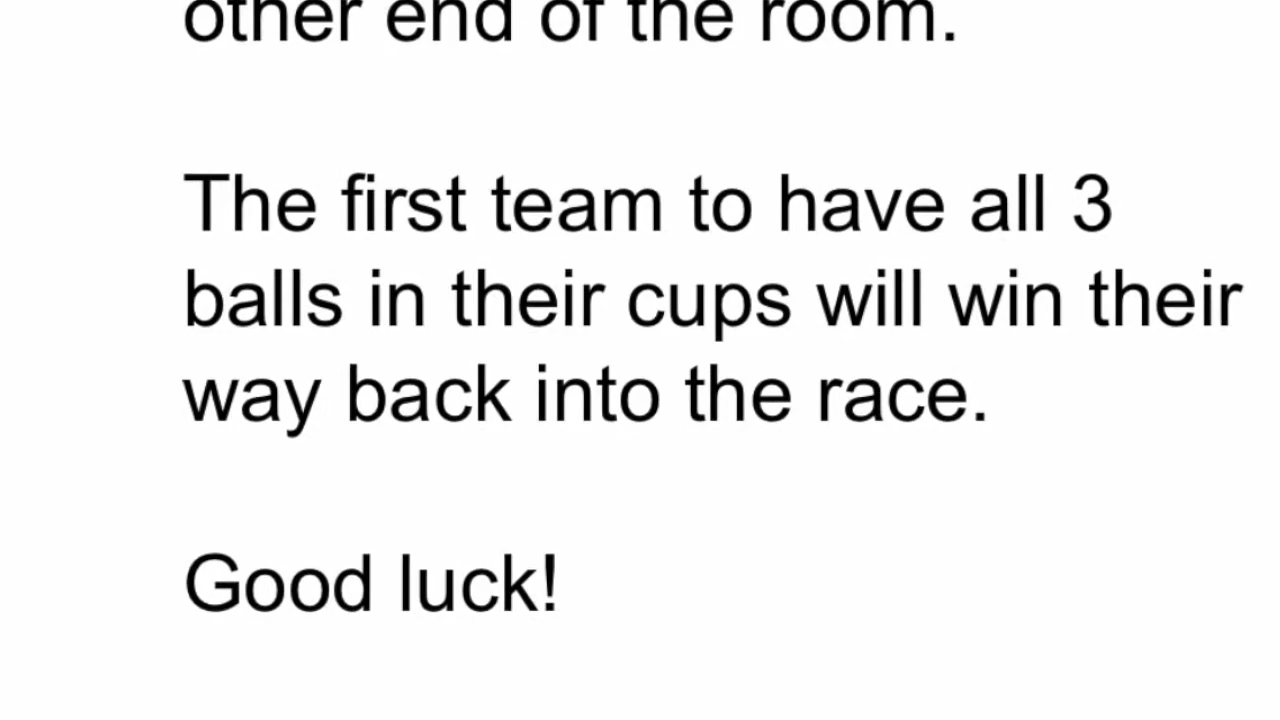 other end of the room.
The first team to have all 3
balls in their cups will win their
way back into the race.
Good luck!